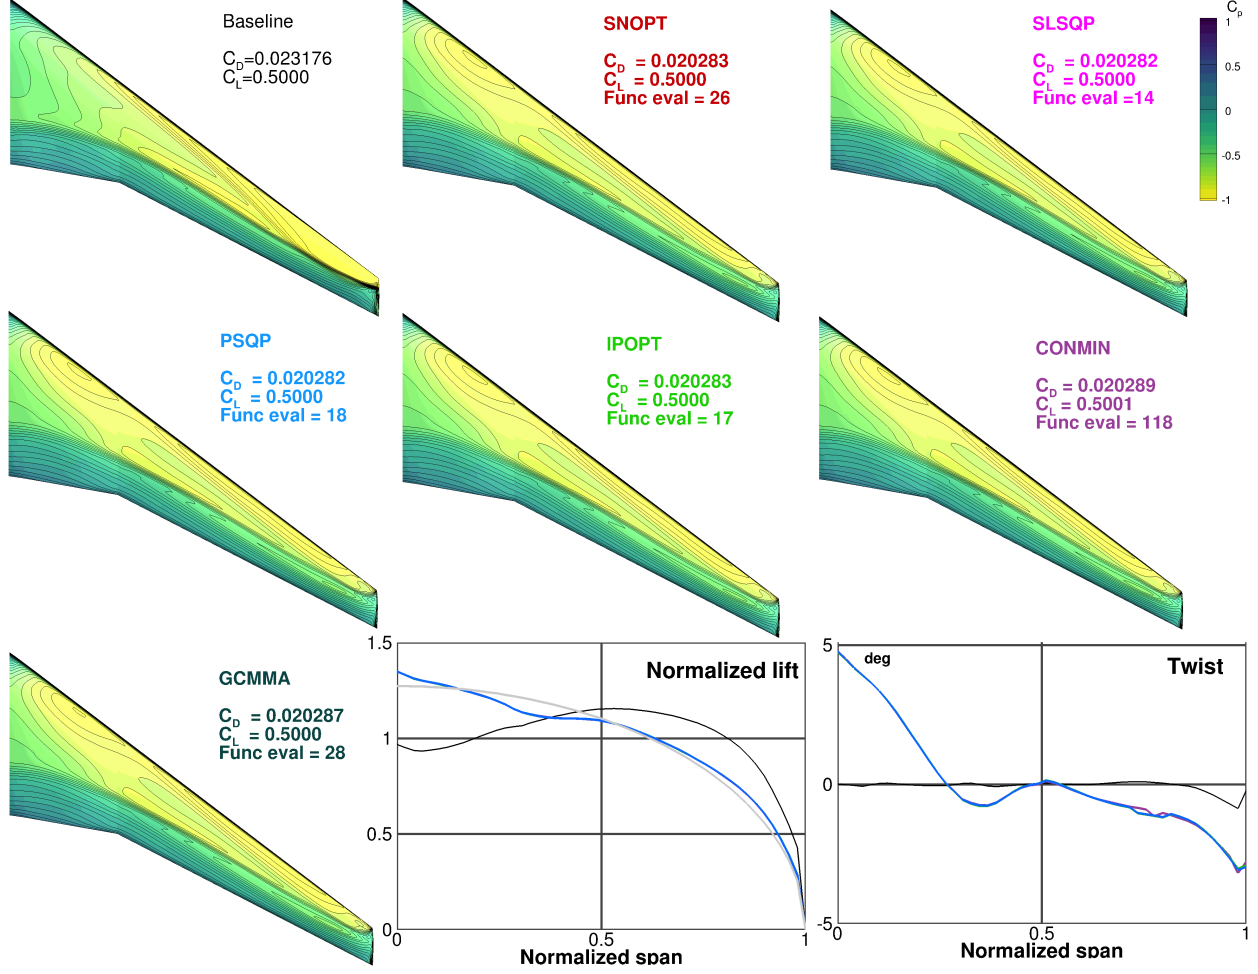 Baseline
CD=0.023176
CL=0.5000
SNOPT
CD = 0.020283
CL = 0.5000
Func eval = 26
SLSQP
CD = 0.020282
CL = 0.5000
Func eval =14
Cp
1
0.5
0
-0.5
-1
PSQP
CD = 0.020282
CL = 0.5000
Func eval = 18
IPOPT
CD = 0.020283
CL = 0.5000
Func eval = 17
CONMIN
CD = 0.020289
CL = 0.5001
Func eval = 118
GCMMA
CD = 0.020287
CL = 0.5000
Func eval = 28
1.5
1
0.5
0
Normalized lift
0
0.5
1
Normalized span
5
0
-5
deg
Twist
0
0.5
1
Normalized span